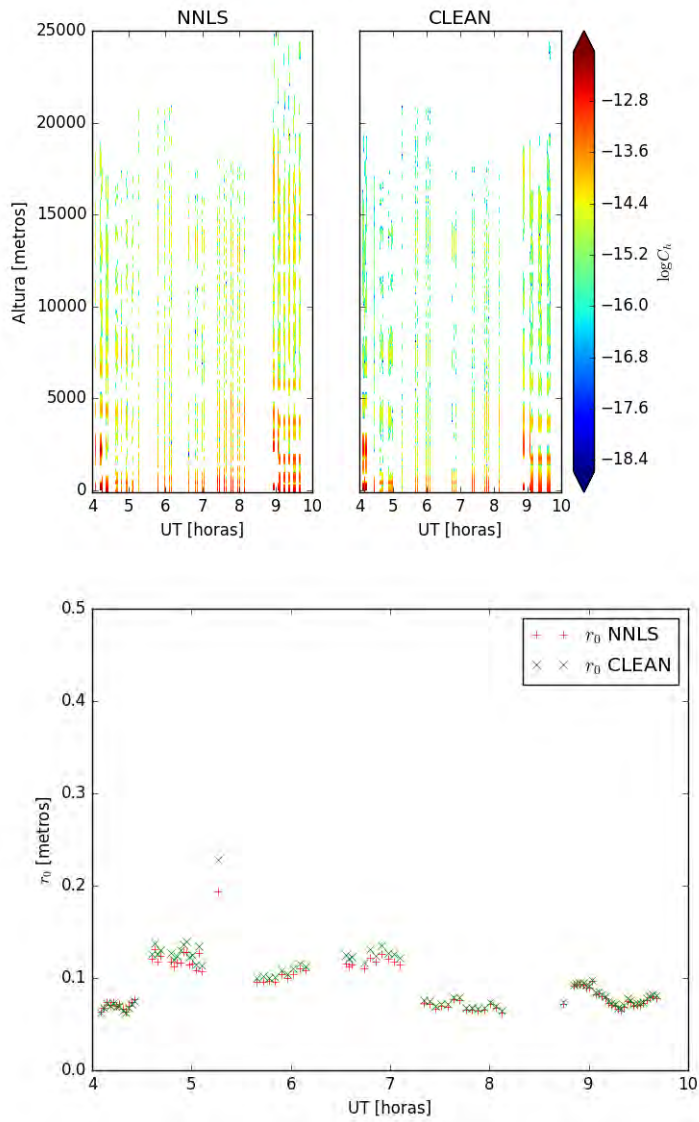 NNLS
CLEAN
25000
20000
15000
10000
5000
0
Altura [metros]
4 5 6 7 8 9 10
UT [horas]
4 5 6 7 8 9 10
UT [horas]
−12.8
−13.6
−14.4
−15.2
−16.0
−16.8
−17.6
−18.4
logC_h
0.5
0.4
0.3
0.2
0.1
0.0
r_0 [metros]
r_0 NNLS
r_0 CLEAN
4 5 6 7 8 9 10
UT [horas]